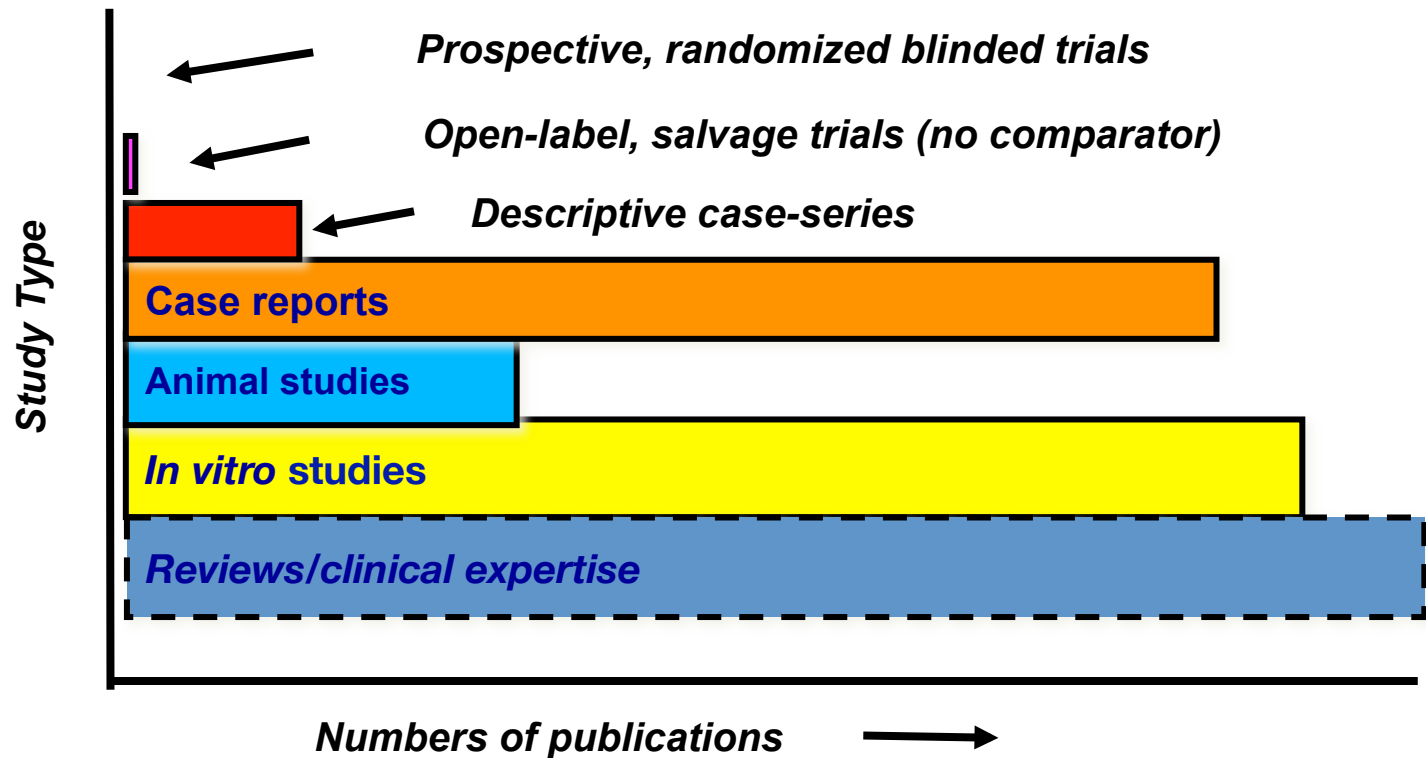 Prospective, randomized blinded trials
Open-label, salvage trials (no comparator)
Descriptive case-series
Case reports
Animal studies
In vitro studies
Reviews/clinical expertise
Study Type
Numbers of publications